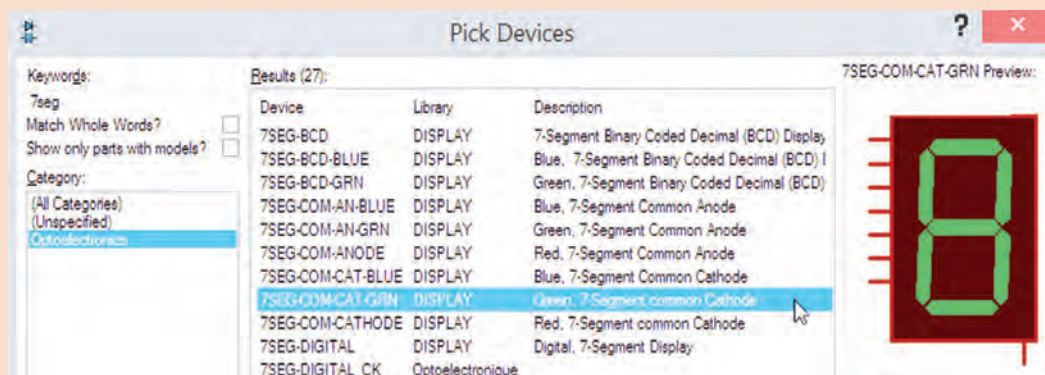 Pick Devices
? ×
Keywords:
7seg
Match Whole Words?
Show only parts with models?
Category:
(All Categories)
(Unspecified)
Optoelectronics
Results (27):
Device Library Description
7SEG-BCD DISPLAY 7-Segment Binary Coded Decimal (BCD) Display
7SEG-BCD-BLUE DISPLAY Blue, 7-Segment Binary Coded Decimal (BCD)
7SEG-BCD-GRN DISPLAY Green, 7-Segment Binary Coded Decimal (BCD)
7SEG-COM-AN-BLUE DISPLAY Blue, 7-Segment Common Anode
7SEG-COM-AN-GRN DISPLAY Green, 7-Segment Common Anode
7SEG-COM-ANODE DISPLAY Red, 7-Segment Common Anode
7SEG-COM-CAT-BLUE DISPLAY Blue, 7-Segment Common Cathode
7SEG-COM-CAT-GRN DISPLAY Green, 7-Segment common Cathode
7SEG-COM-CATHODE DISPLAY Red, 7-Segment common Cathode
7SEG-DIGITAL DISPLAY Digital, 7-Segment Display
7SEG-DIGITAL_CK Optoelectronique
7SEG-COM-CAT-GRN Preview: